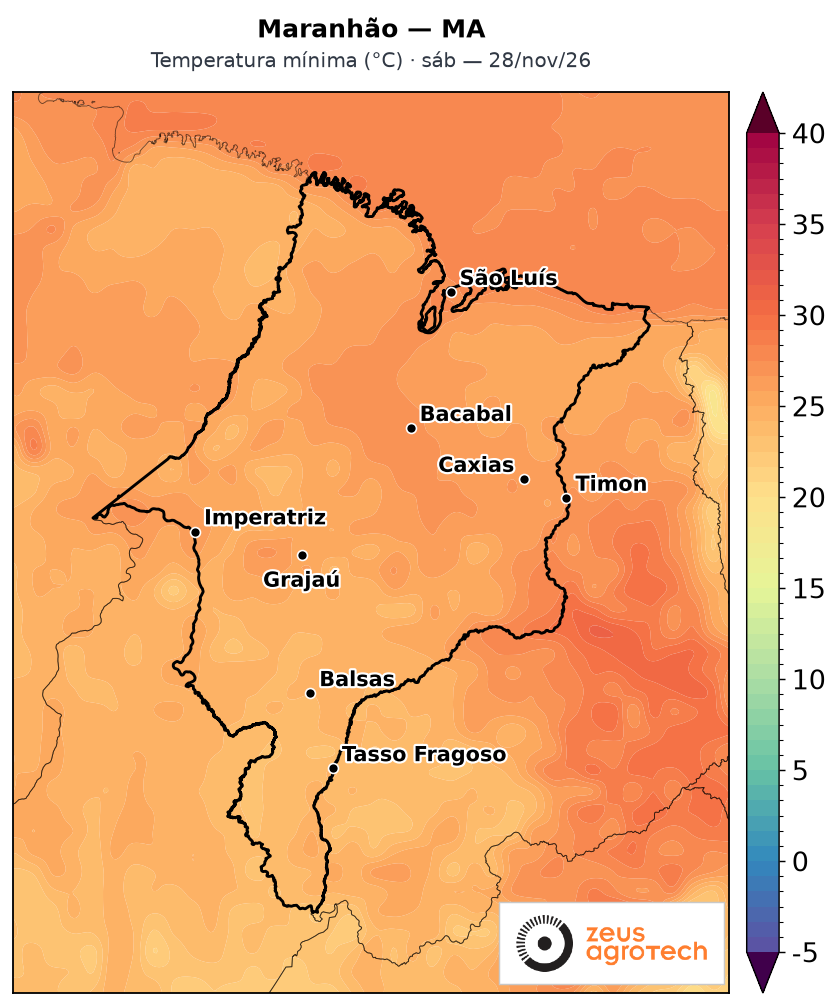 Maranhão — MA
Temperatura mínima (°C) · sáb — 28/nov/26
São Luís
Bacabal
Caxias
Timon
Imperatriz
Grajaú
Balsas
Tasso Fragoso
40
35
30
25
20
15
10
5
0
-5
zeus
agrotech